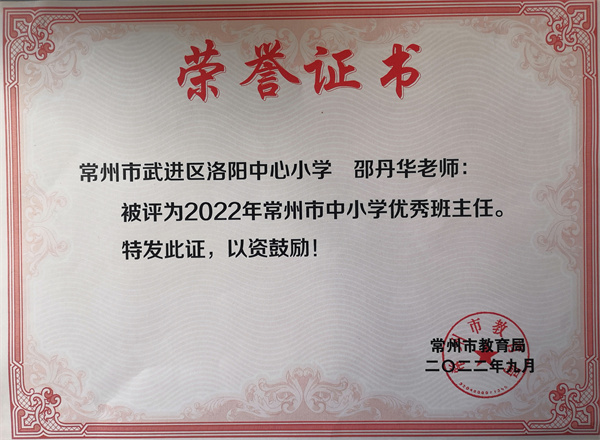 荣誉证书
常州市武进区洛阳中心小学　邵丹华老师：
被评为2022年常州市中小学优秀班主任。
特发此证，以资鼓励！
常州市教育局
二〇二二年九月